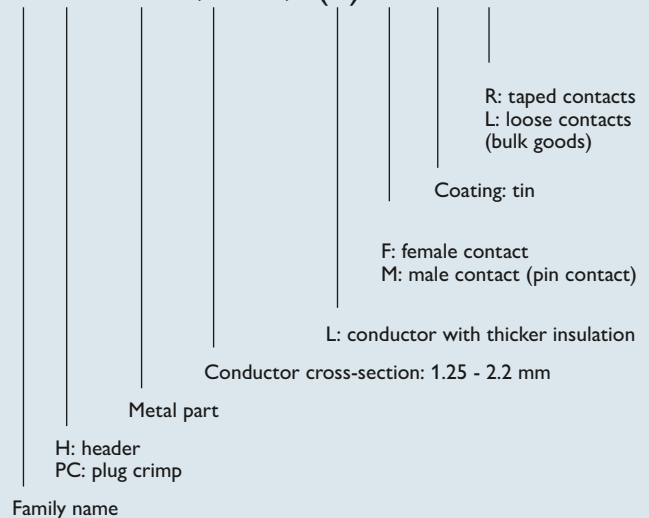 R: taped contacts
L: loose contacts
(bulk goods)
Coating: tin
F: female contact
M: male contact (pin contact)
L: conductor with thicker insulation
Conductor cross-section: 1.25 - 2.2 mm
Metal part
H: header
PC: plug crimp
Family name